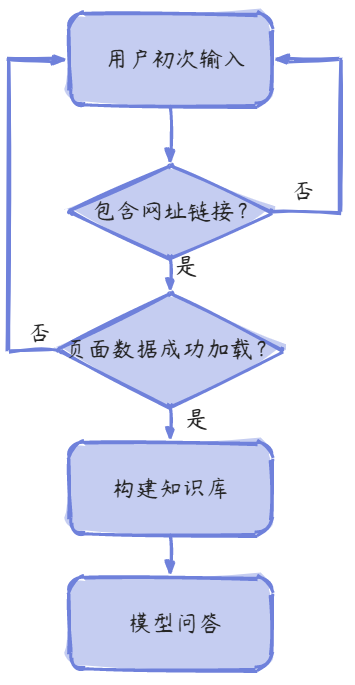 用户初次输入
包含网址链接?
否
是
否
页面数据成功加载?
是
构建知识库
模型问答